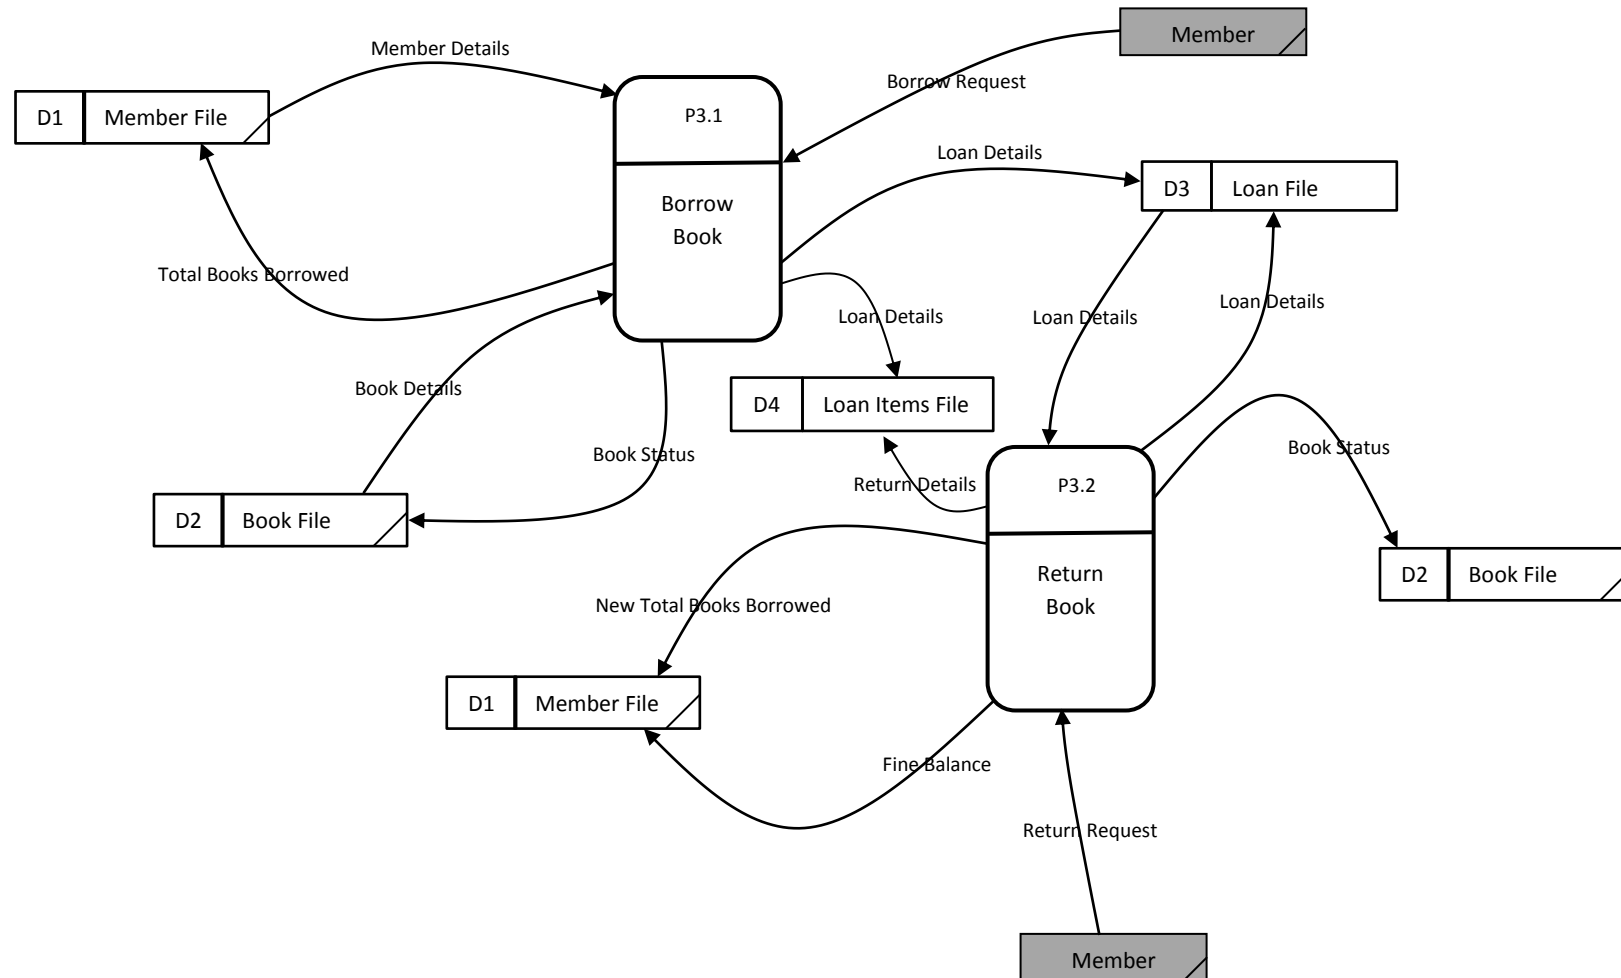 Member
Member Details
Borrow Request
D1 Member File
P3.1
Loan Details
D3 Loan File
Borrow
Book
Total Books Borrowed
Loan Details
Loan Details
Loan Details
Book Details
D4 Loan Items File
Book Status
Book Status
Return Details
P3.2
D2 Book File
Return
Book
D2 Book File
New Total Books Borrowed
D1 Member File
Fine Balance
Return Request
Member